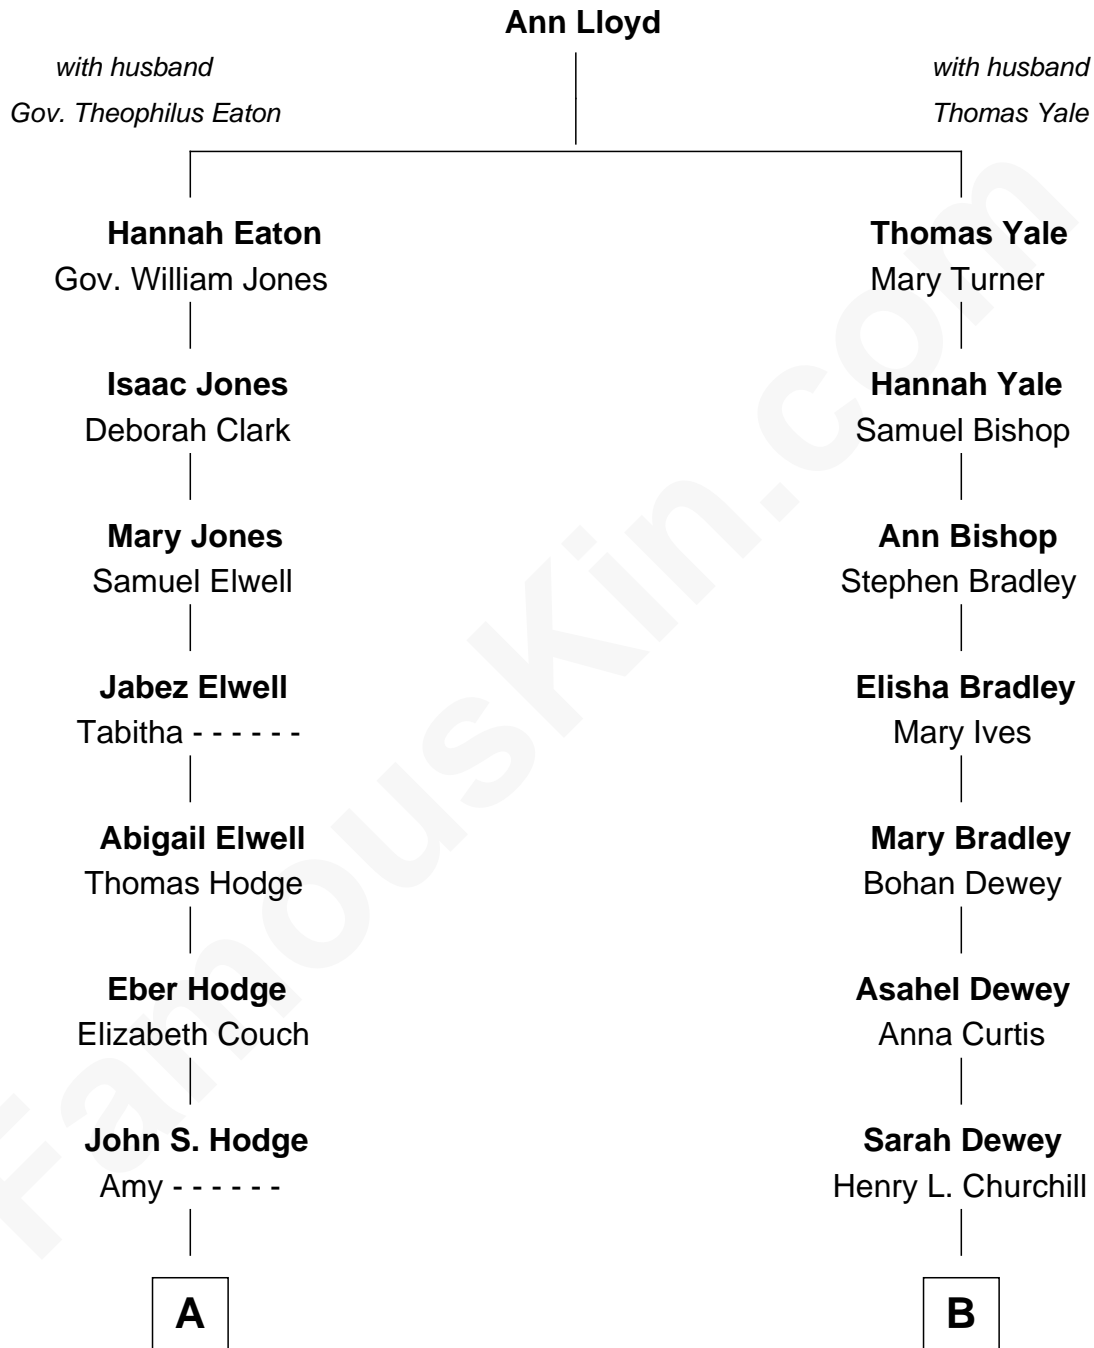 Ann Lloyd
with husband
Gov. Theophilus Eaton
with husband
Thomas Yale
Hannah Eaton
Gov. William Jones
Thomas Yale
Mary Turner
Isaac Jones
Deborah Clark
Hannah Yale
Samuel Bishop
Mary Jones
Samuel Elwell
Ann Bishop
Stephen Bradley
Jabez Elwell
Tabitha - - - - - -
Elisha Bradley
Mary Ives
Abigail Elwell
Thomas Hodge
Mary Bradley
Bohan Dewey
Eber Hodge
Elizabeth Couch
Asahel Dewey
Anna Curtis
John S. Hodge
Amy - - - - - -
Sarah Dewey
Henry L. Churchill
A
B
FamousKin.com